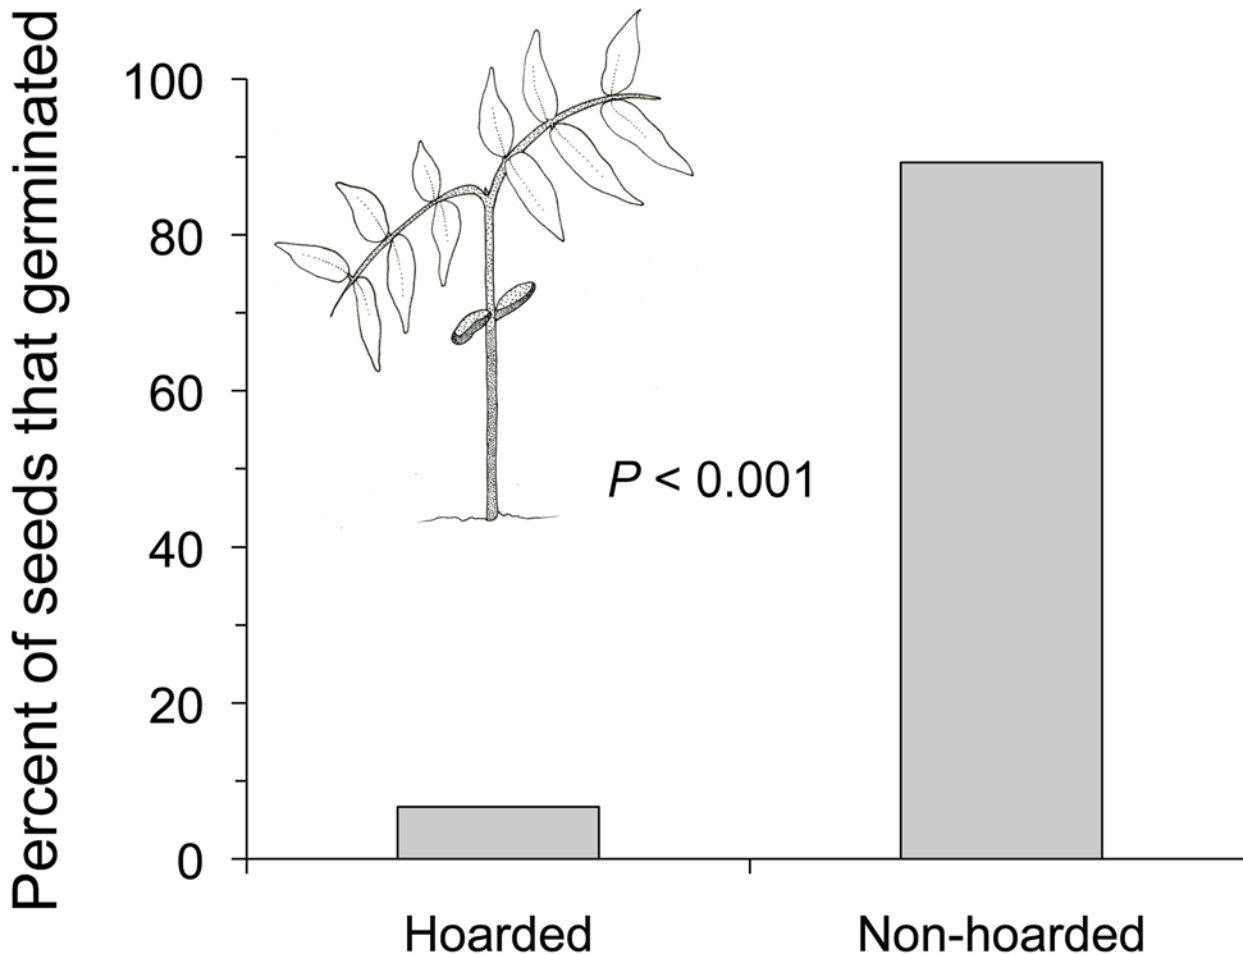 Percent of seeds that germinated
100
80
60
40
20
0
P < 0.001
Hoarded
Non-hoarded